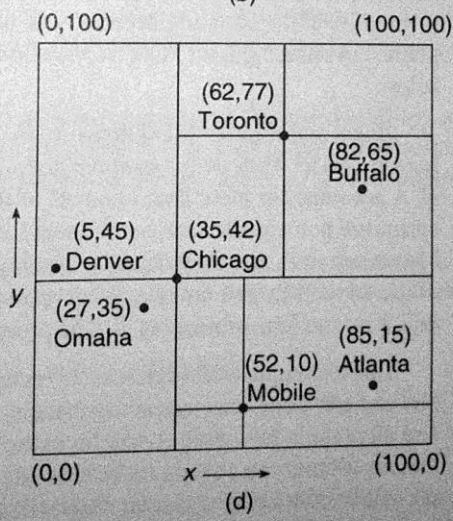 (0,100) (100,100)
(62,77)
Toronto
(82,65)
Buffalo
(5,45)
Denver
(35,42)
Chicago
y
(27,35)
Omaha
(52,10)
Mobile
(85,15)
Atlanta
(0,0) x (100,0)
(d)